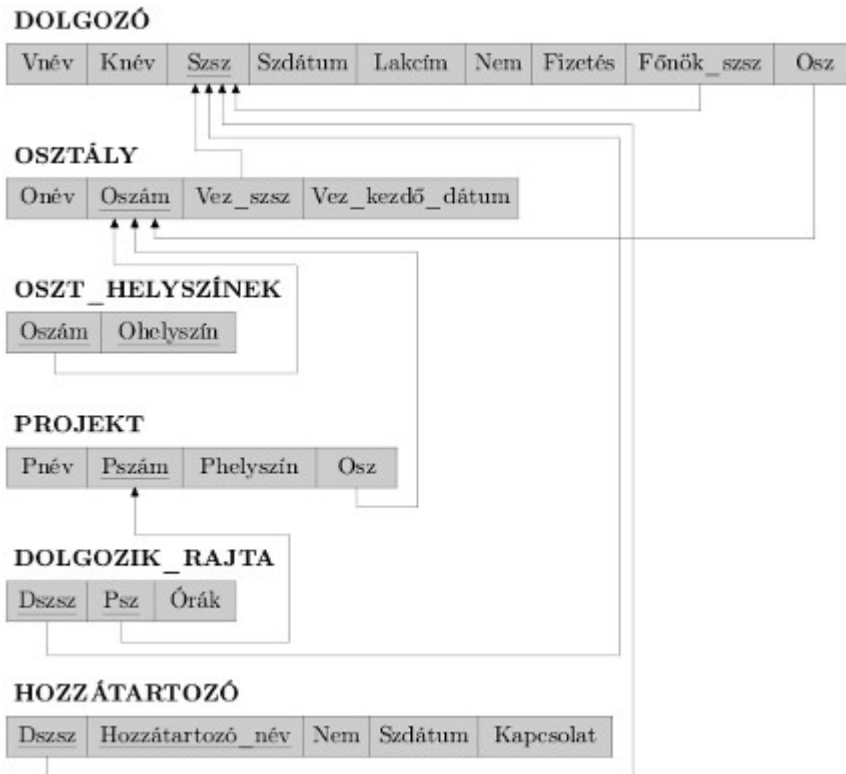 DOLGOZÓ
Vnév Knév Szsz Szdátum Lakcím Nem Fizetés Főnök_szsz Osz
OSZTÁLY
Onév Oszám Vez_szsz Vez_kezdő_dátum
OSZT_HELYSZÍNEK
Oszám Ohelyszín
PROJEKT
Pnév Pszám Phelyszín Osz
DOLGOZIK_RAJTA
Dszsz Psz Órák
HOZZÁTARTOZÓ
Dszsz Hozzátartozó_név Nem Szdátum Kapcsolat